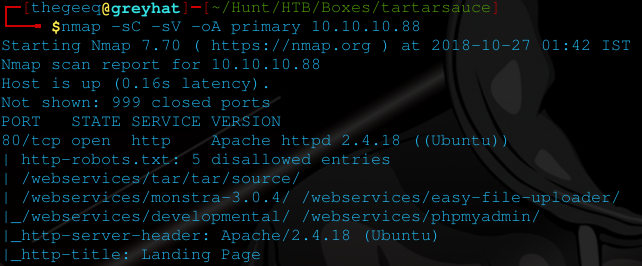 [thegeeq@greyhat]-[~/Hunt/HTB/Boxes/tartarsauce]
$nmap -sC -sV -oA primary 10.10.10.88
Starting Nmap 7.70 ( https://nmap.org ) at 2018-10-27 01:42 IST
Nmap scan report for 10.10.10.88
Host is up (0.16s latency).
Not shown: 999 closed ports
PORT   STATE SERVICE VERSION
80/tcp open  http    Apache httpd 2.4.18 ((Ubuntu))
| http-robots.txt: 5 disallowed entries
| /webservices/tar/tar/source/
| /webservices/monstra-3.0.4/ /webservices/easy-file-uploader/
|_/webservices/developmental/ /webservices/phpmyadmin/
|_http-server-header: Apache/2.4.18 (Ubuntu)
|_http-title: Landing Page